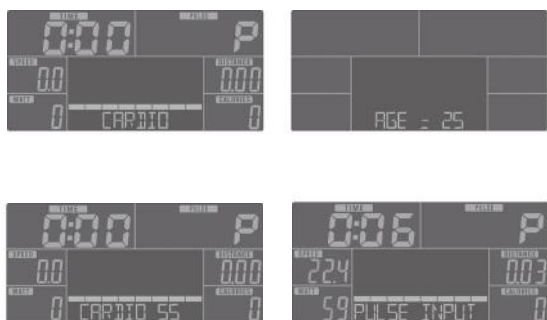 TIME PULSE
0:00 P
SPEED DISTANCE
0.0 0.00
WATT CALORIES
0 CARDIO 0
AGE = 25
TIME PULSE
0:00 P
SPEED DISTANCE
0.0 0.00
WATT CALORIES
0 CARDIO 55 0
TIME PULSE
0:06 P
SPEED DISTANCE
22.4 0.03
WATT CALORIES
59 PULSE INPUT 0